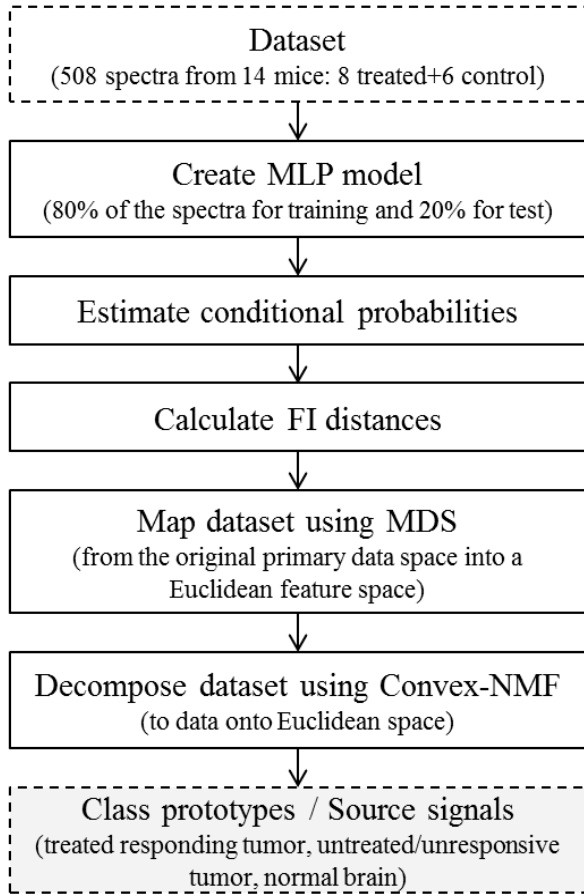 Dataset
(508 spectra from 14 mice: 8 treated+6 control)
Create MLP model
(80% of the spectra for training and 20% for test)
Estimate conditional probabilities
Calculate FI distances
Map dataset using MDS
(from the original primary data space into a
Euclidean feature space)
Decompose dataset using Convex-NMF
(to data onto Euclidean space)
Class prototypes / Source signals
(treated responding tumor, untreated/unresponsive
tumor, normal brain)